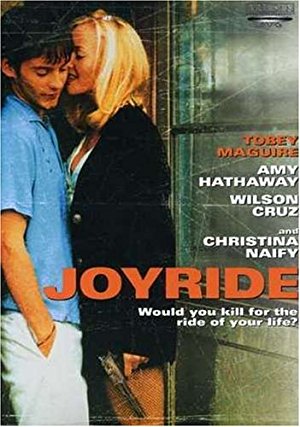 TOBEY
MAGUIRE
AMY
HATHAWAY
WILSON
CRUZ
and
CHRISTINA
NAIFY
JOYRIDE
Would you kill for the
ride of your life?